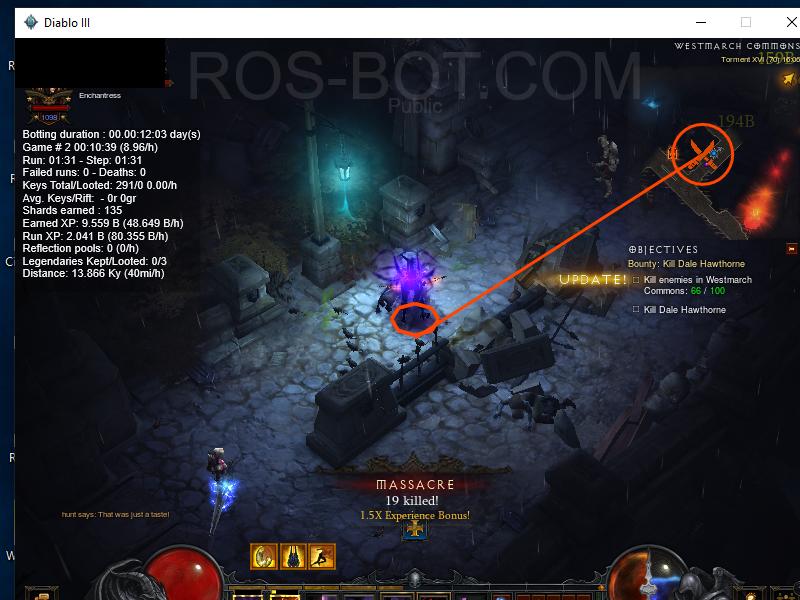 Diablo III
WESTMARCH COMMONS
Torment XVI (70) 16:06
ROS-BOT.COM
Public
Enchantress
1098
194B
Botting duration : 00.00:12:03 day(s)
Game # 2 00:10:39 (8.96/h)
Run: 01:31 - Step: 01:31
Failed runs: 0 - Deaths: 0
Keys Total/Looted: 291/0 0.00/h
Avg. Keys/Rift: - 0r 0gr
Shards earned : 135
Earned XP: 9.559 B (48.649 B/h)
Run XP: 2.041 B (80.355 B/h)
Reflection pools: 0 (0/h)
Legendaries Kept/Looted: 0/3
Distance: 13.866 Ky (40mi/h)
OBJECTIVES
Bounty: Kill Dale Hawthorne
UPDATE!
Kill enemies in Westmarch
Commons: 66 / 100
Kill Dale Hawthorne
MASSACRE
19 killed!
1.5X Experience Bonus!
hunt says: That was just a taste!